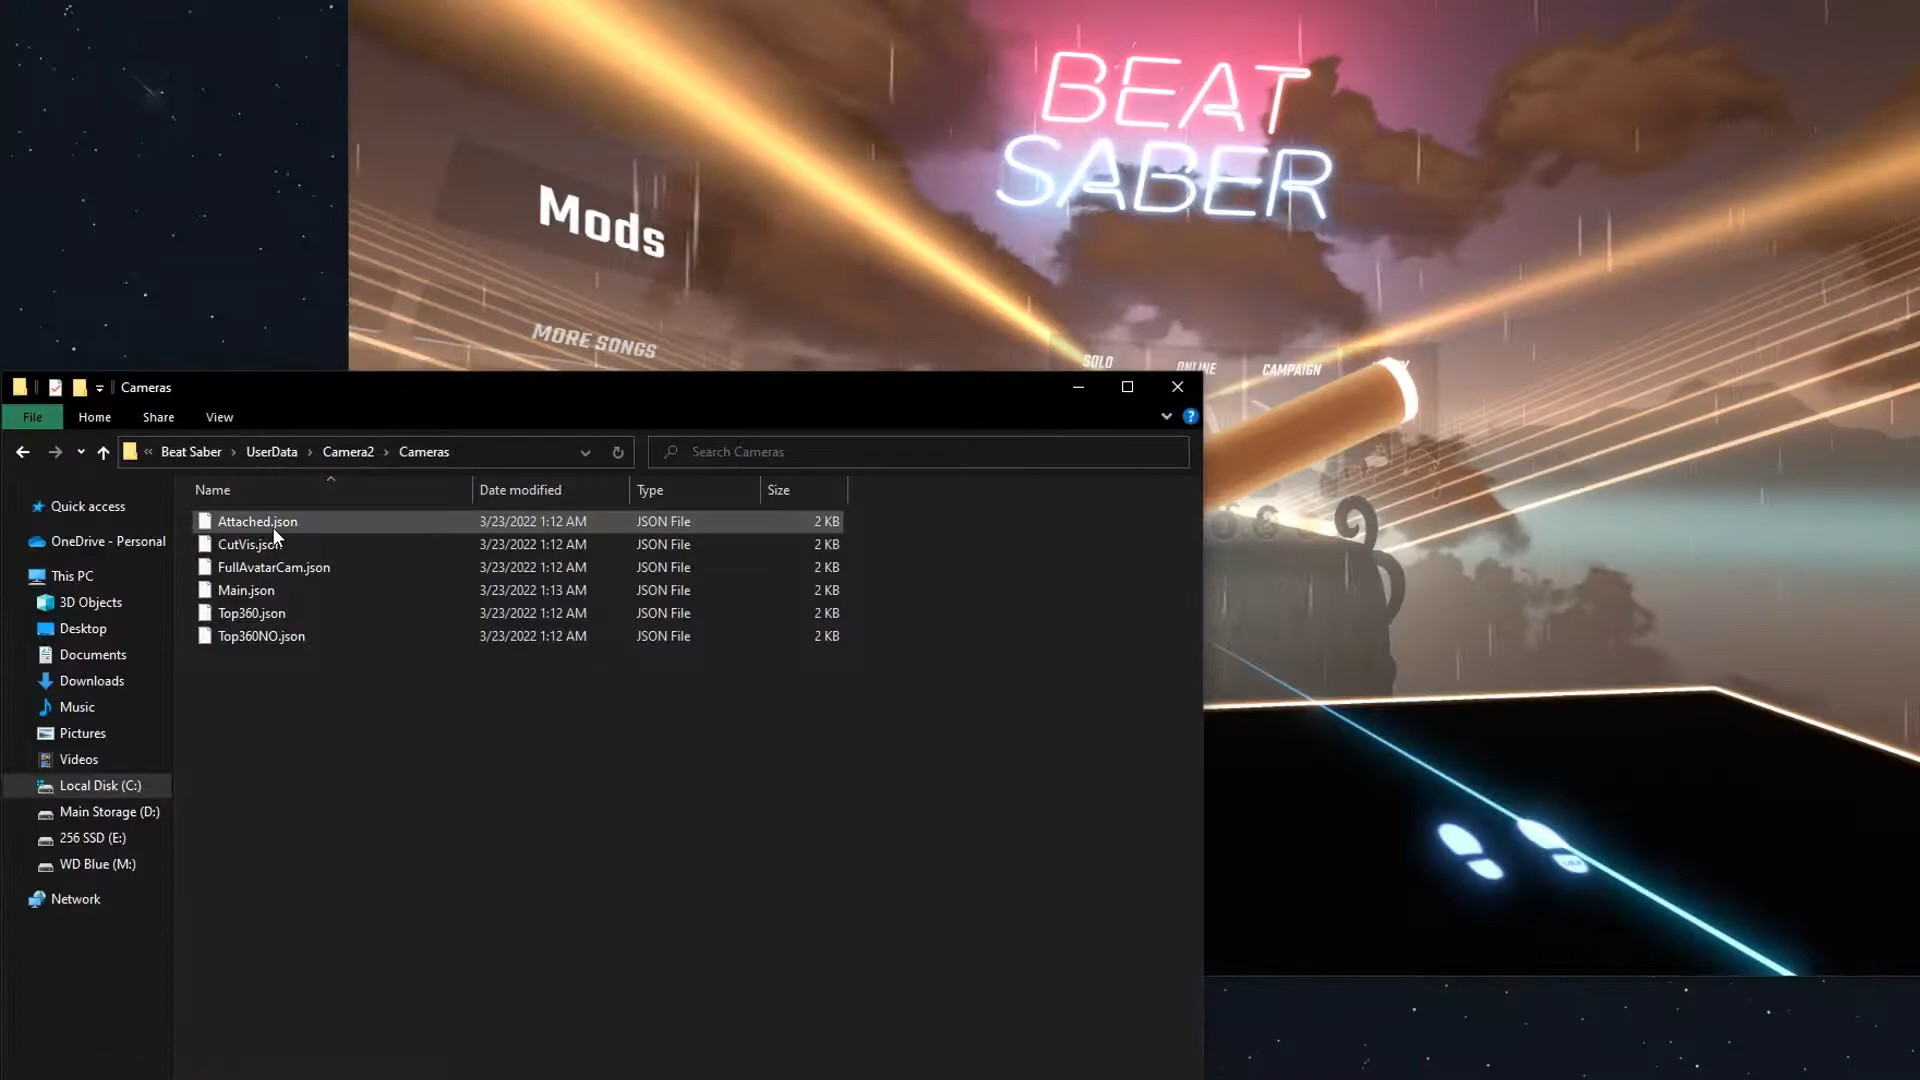 BEAT
SABER
Mods
MORE SONGS
SOLO
ONLINE
CAMPAIGN
Cameras
File
Home
Share
View
Beat Saber
UserData
Camera2
Cameras
Search Cameras
Name
Date modified
Type
Size
Quick access
OneDrive - Personal
This PC
3D Objects
Desktop
Documents
Downloads
Music
Pictures
Videos
Local Disk (C:)
Main Storage (D:)
256 SSD (E:)
WD Blue (M:)
Network
Attached.json 3/23/2022 1:12 AM JSON File 2 KB
CutVis.json 3/23/2022 1:12 AM JSON File 2 KB
FullAvatarCam.json 3/23/2022 1:12 AM JSON File 2 KB
Main.json 3/23/2022 1:13 AM JSON File 2 KB
Top360.json 3/23/2022 1:12 AM JSON File 2 KB
Top360NO.json 3/23/2022 1:12 AM JSON File 2 KB